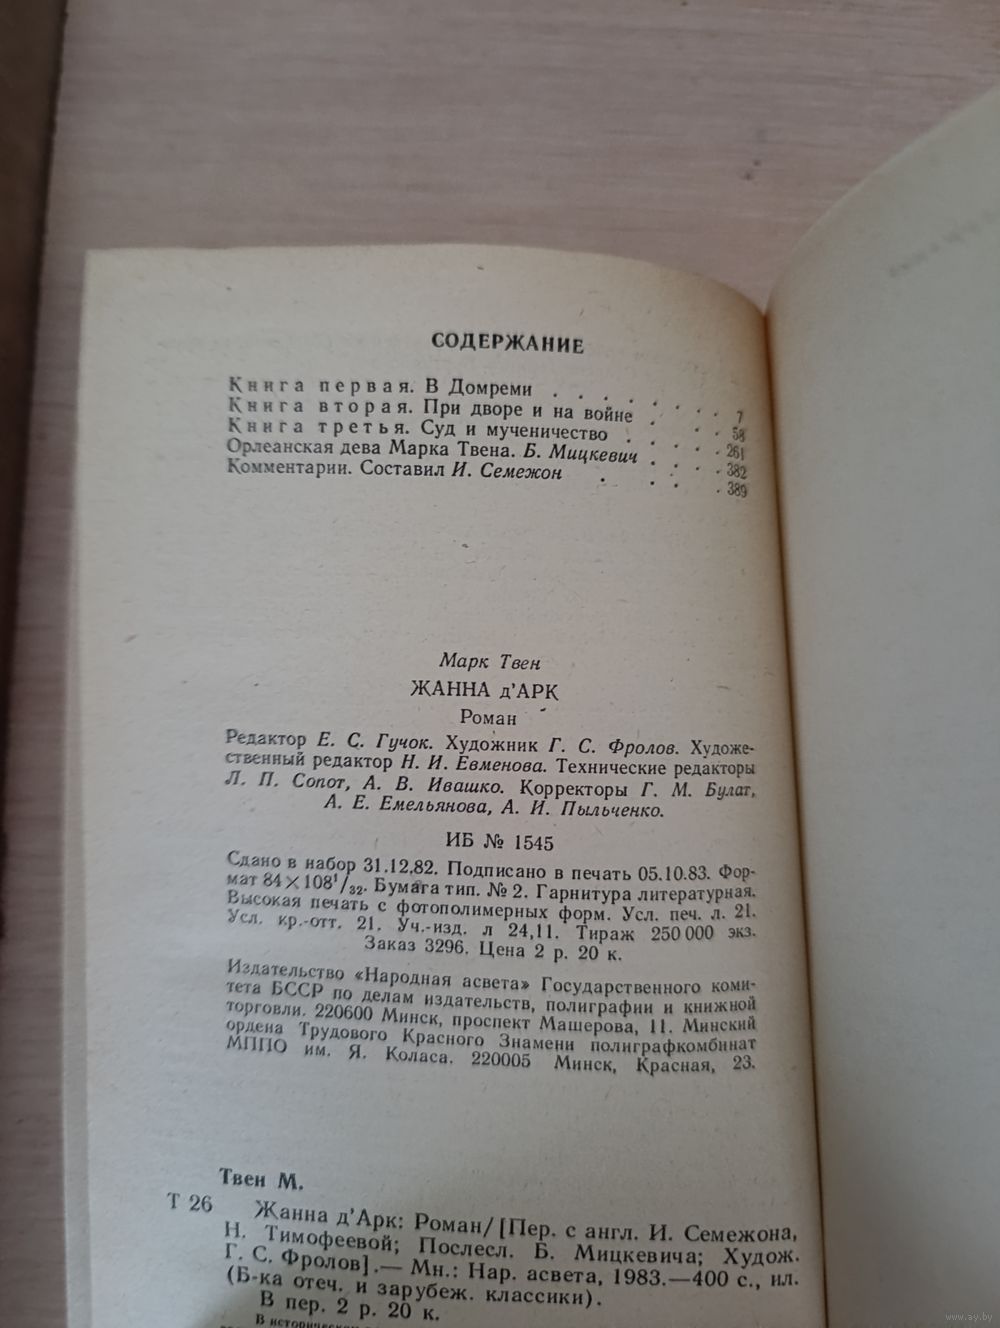 СОДЕРЖАНИЕ
Книга первая. В Домреми . . . . . . . . 7
Книга вторая. При дворе и на войне . . . . 58
Книга третья. Суд и мученичество . . . . . 261
Орлеанская дева Марка Твена. Б. Мицкевич . . . . 382
Комментарии. Составил И. Семежон . . . . 389
Марк Твен
ЖАННА д'АРК
Роман
Редактор Е. С. Гучок. Художник Г. С. Фролов. Художе-
ственный редактор Н. И. Евменова. Технические редакторы
Л. П. Сопот, А. В. Ивашко. Корректоры Г. М. Булат,
А. Е. Емельянова, А. И. Пыльченко.
ИБ № 1545
Сдано в набор 31.12.82. Подписано в печать 05.10.83. Фор-
мат 84×108¹/₃₂. Бумага тип. № 2. Гарнитура литературная.
Высокая печать с фотополимерных форм. Усл. печ. л. 21.
Усл. кр.-отт. 21. Уч.-изд. л 24,11. Тираж 250 000 экз.
Заказ 3296. Цена 2 р. 20 к.
Издательство «Народная асвета» Государственного коми-
тета БССР по делам издательств, полиграфии и книжной
торговли. 220600 Минск, проспект Машерова, 11. Минский
ордена Трудового Красного Знамени полиграфкомбинат
МППО им. Я. Коласа. 220005 Минск, Красная, 23.
Твен М.
Т 26 Жанна д'Арк: Роман/[Пер. с англ. И. Семежона,
Н. Тимофеевой; Послесл. Б. Мицкевича; Худож.
Г. С. Фролов].— Мн.: Нар. асвета, 1983.—400 с., ил.
(Б-ка отеч. и зарубеж. классики).
В пер. 2 р. 20 к.
www.ay.by